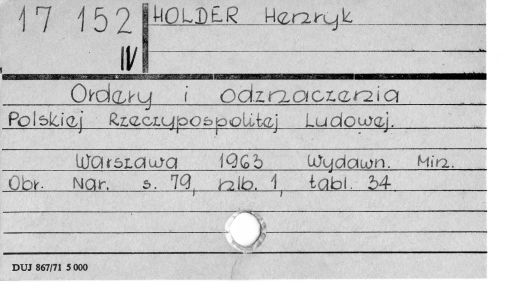 17 152 HOLDER Henryk
IV
Ordery i odznaczenia
Polskiej Rzeczypospolitej Ludowej.
Warszawa 1963 Wydawn. Min.
Obr. Nar. s. 79, nlb. 1, tabl. 34.
DUJ 867/71 5 000